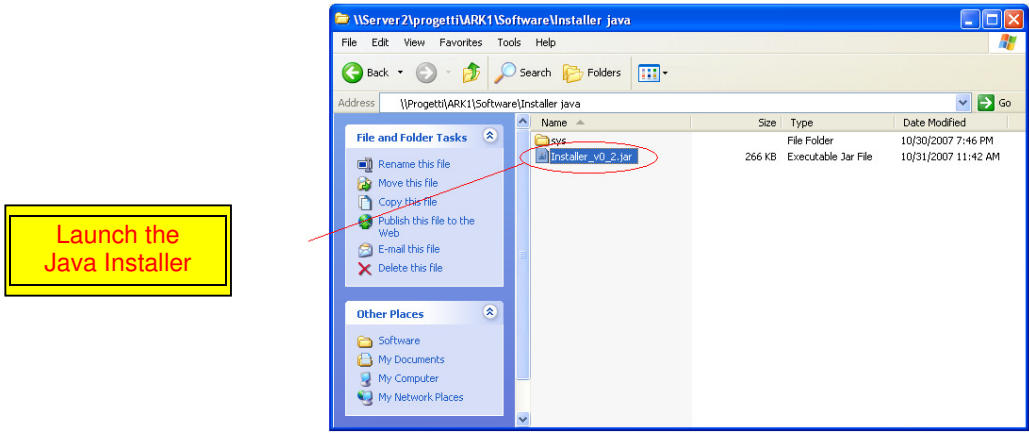 \\Server2\progetti\ARK1\Software\Installer java
File Edit View Favorites Tools Help
Back Search Folders
Address \\Progetti\ARK1\Software\Installer java Go
Name Size Type Date Modified
File and Folder Tasks
Rename this file
Move this file
Copy this file
Publish this file to the
Web
E-mail this file
Delete this file
Other Places
Software
My Documents
My Computer
My Network Places
sys File Folder 10/30/2007 7:46 PM
Installer_v0_2.jar 266 KB Executable Jar File 10/31/2007 11:42 AM
Launch the
Java Installer